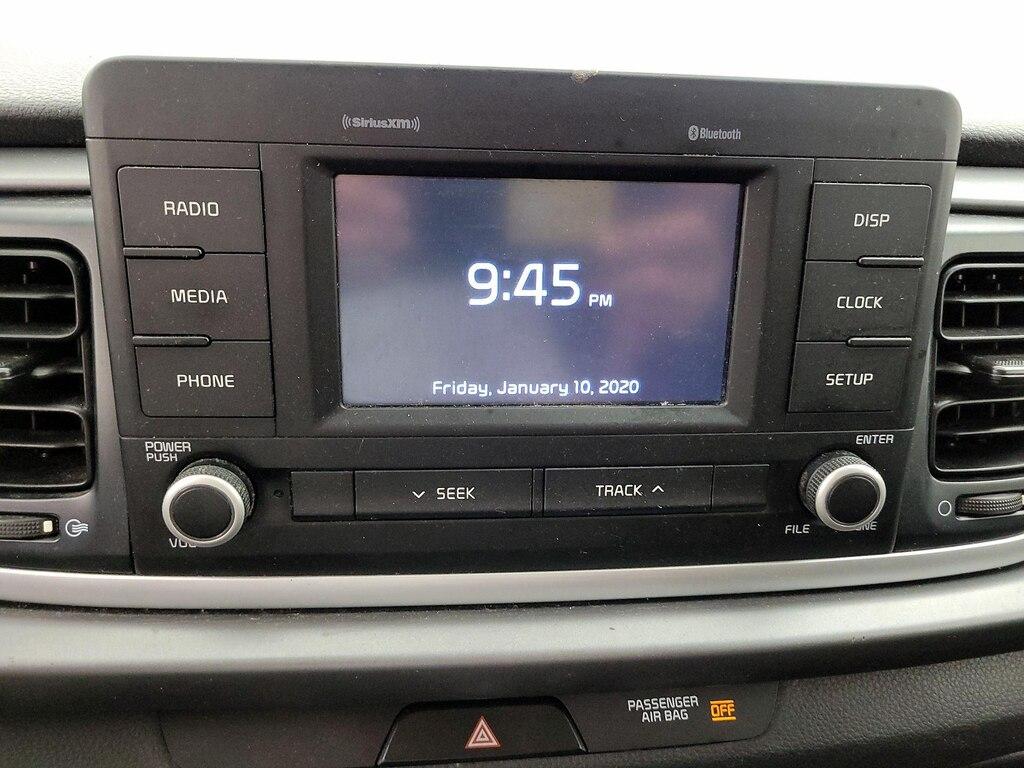 SiriusXM
Bluetooth
RADIO
MEDIA
PHONE
9:45 PM
Friday, January 10, 2020
DISP
CLOCK
SETUP
POWER
PUSH
SEEK
TRACK
ENTER
FILE
PASSENGER
AIR BAG
OFF